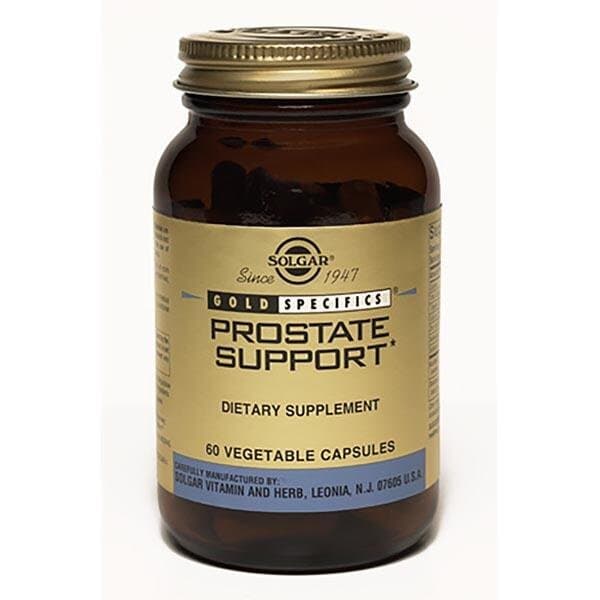 SOLGAR®
Since 1947
GOLD SPECIFICS®
PROSTATE
SUPPORT*
DIETARY SUPPLEMENT
60 VEGETABLE CAPSULES
CAREFULLY MANUFACTURED BY:
SOLGAR VITAMIN AND HERB, LEONIA, N.J. 07605 U.S.A.